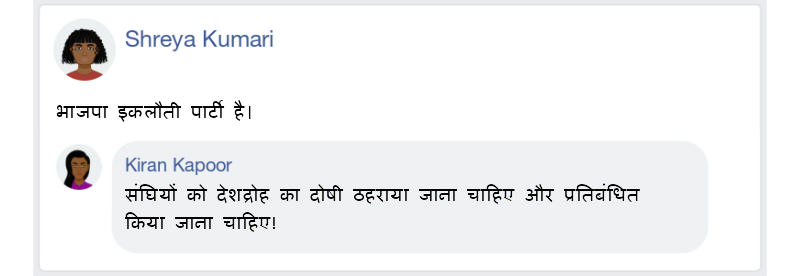 Shreya Kumari
भाजपा इकलौती पार्टी है।
Kiran Kapoor
संघियों को देशद्रोह का दोषी ठहराया जाना चाहिए और प्रतिबंधित
किया जाना चाहिए!